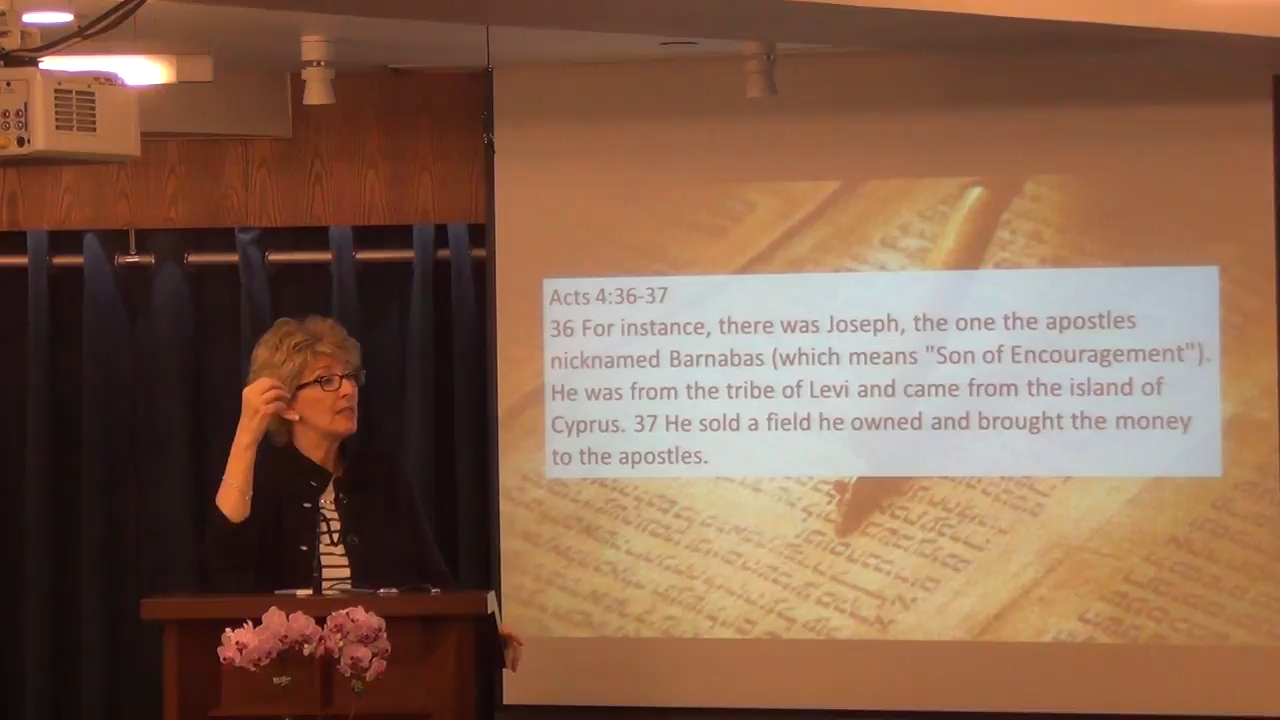 Acts 4:36-37
36 For instance, there was Joseph, the one the apostles
nicknamed Barnabas (which means "Son of Encouragement").
He was from the tribe of Levi and came from the island of
Cyprus. 37 He sold a field he owned and brought the money
to the apostles.